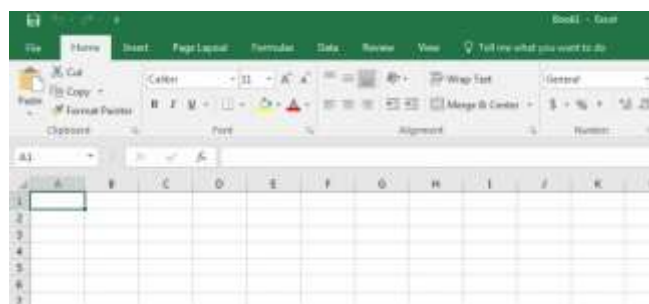 Book1 - Excel
File Home Insert Page Layout Formulas Data Review View Tell me what you want to do
Cut
Calibri 11 A A Wrap Text General
Copy
Paste
Format Painter B I U A Merge & Center $ %
Clipboard Font Alignment Number
A1 fx
A B C D E F G H I J K
1
2
3
4
5
6
7